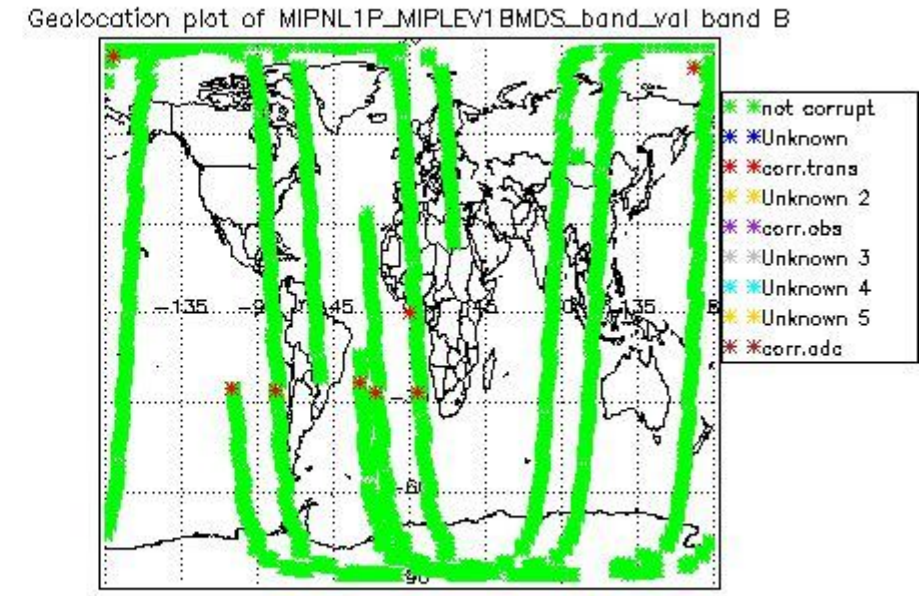 Geolocation plot of MIPNL1P_MIPLEV1BMDS_band_val band B
not corrupt
Unknown
corr.trans
Unknown 2
corr.obs
Unknown 3
Unknown 4
Unknown 5
corr.adc
-135
45
135
-60